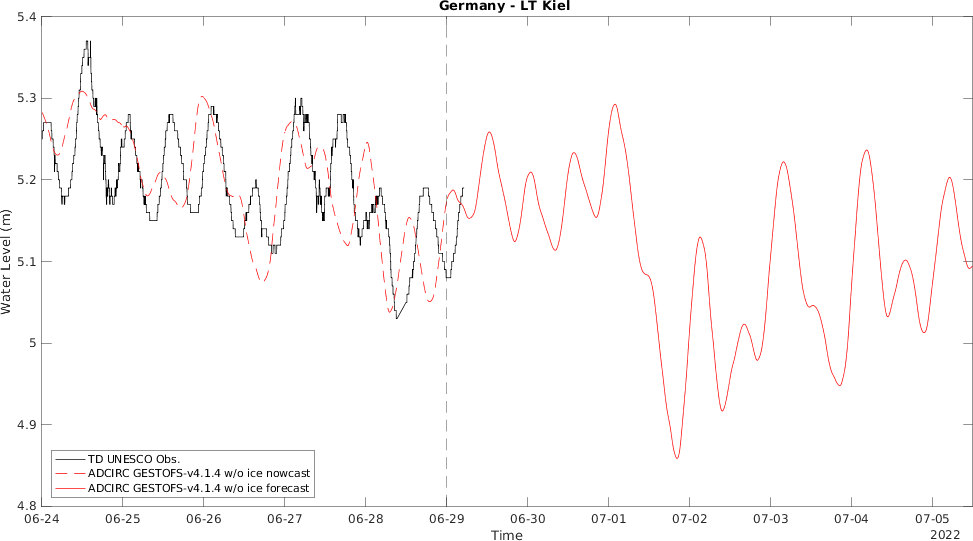 Germany - LT Kiel
5.4
5.3
5.2
5.1
5
4.9
4.8
Water Level (m)
TD UNESCO Obs.
ADCIRC GESTOFS-v4.1.4 w/o ice nowcast
ADCIRC GESTOFS-v4.1.4 w/o ice forecast
06-24 06-25 06-26 06-27 06-28 06-29 06-30 07-01 07-02 07-03 07-04 07-05
Time
2022